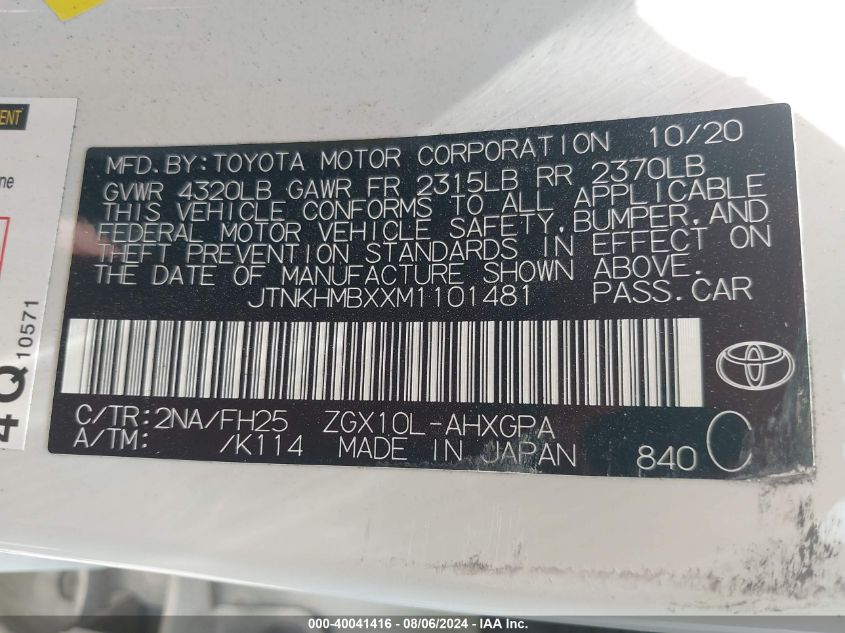 ENT
ne
4Q 10571
MFD. BY: TOYOTA MOTOR CORPORATION 10/20
GVWR 4320LB GAWR FR 2315LB RR 2370LB
THIS VEHICLE CONFORMS TO ALL APPLICABLE
FEDERAL MOTOR VEHICLE SAFETY, BUMPER, AND
THEFT PREVENTION STANDARDS IN EFFECT ON
THE DATE OF MANUFACTURE SHOWN ABOVE.
JTNKHMBXXM1101481 PASS. CAR
C/TR: 2NA/FH25 ZGX10L-AHXGPA
A/TM: /K114 MADE IN JAPAN 840 C
000-40041416 - 08/06/2024 - IAA Inc.